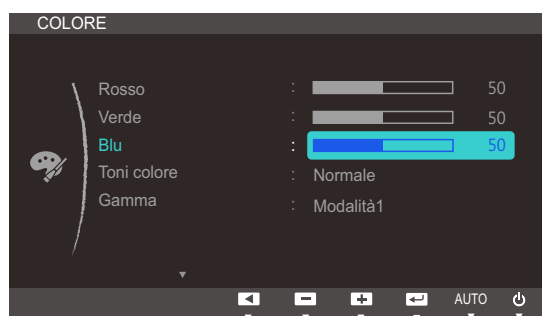 COLORE
Rosso : 50
Verde : 50
Blu : 50
Toni colore : Normale
Gamma : Modalità1
AUTO